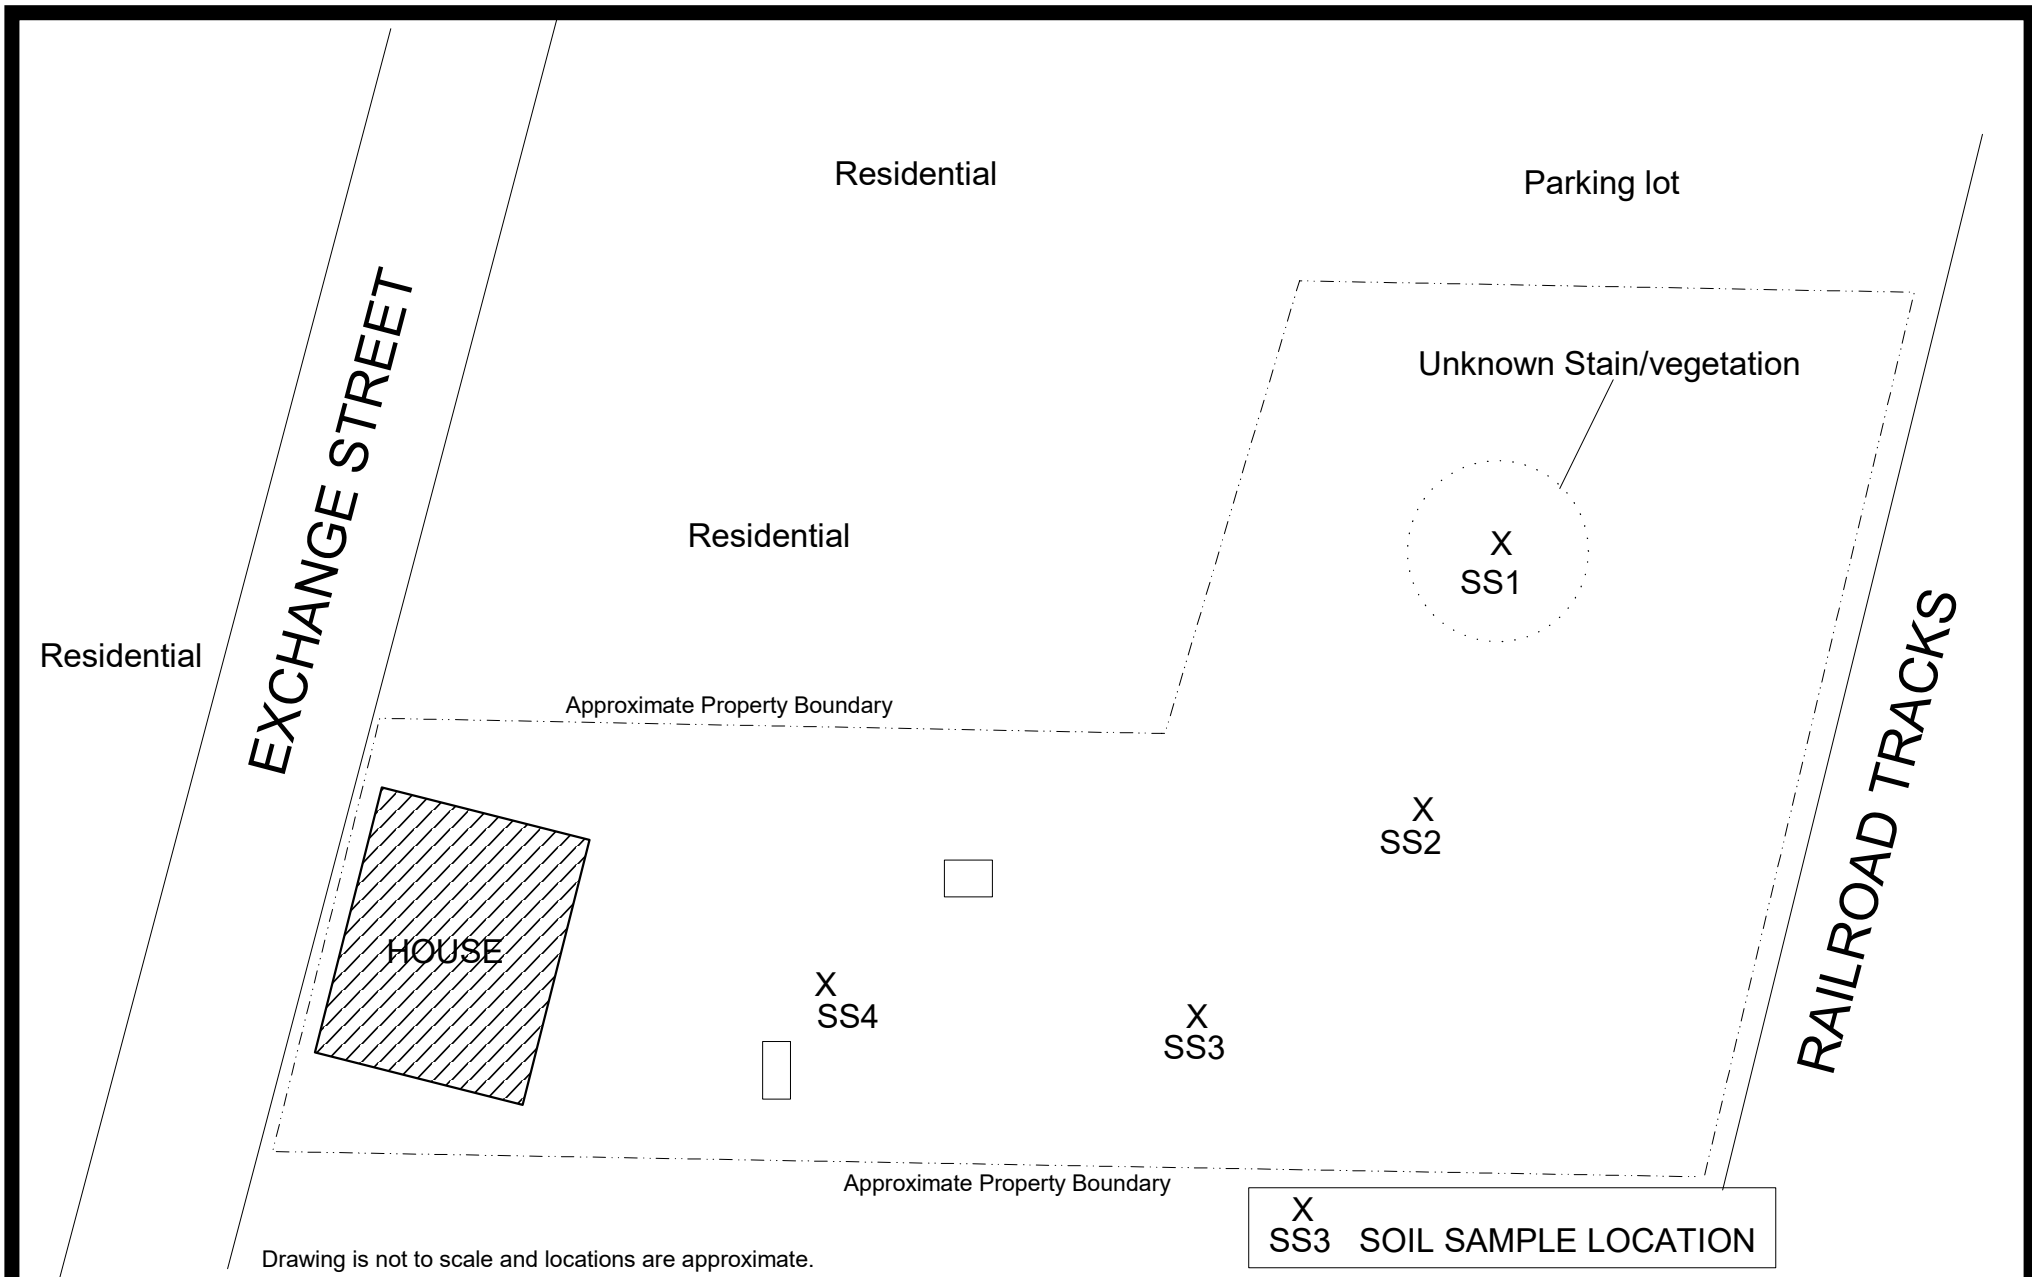 Residential
Parking lot
Unknown Stain/vegetation
EXCHANGE STREET
Residential
X
SS1
Residential
Approximate Property Boundary
RAILROAD TRACKS
X
SS2
HOUSE
X
SS4
X
SS3
Approximate Property Boundary
X
SS3 SOIL SAMPLE LOCATION
Drawing is not to scale and locations are approximate.